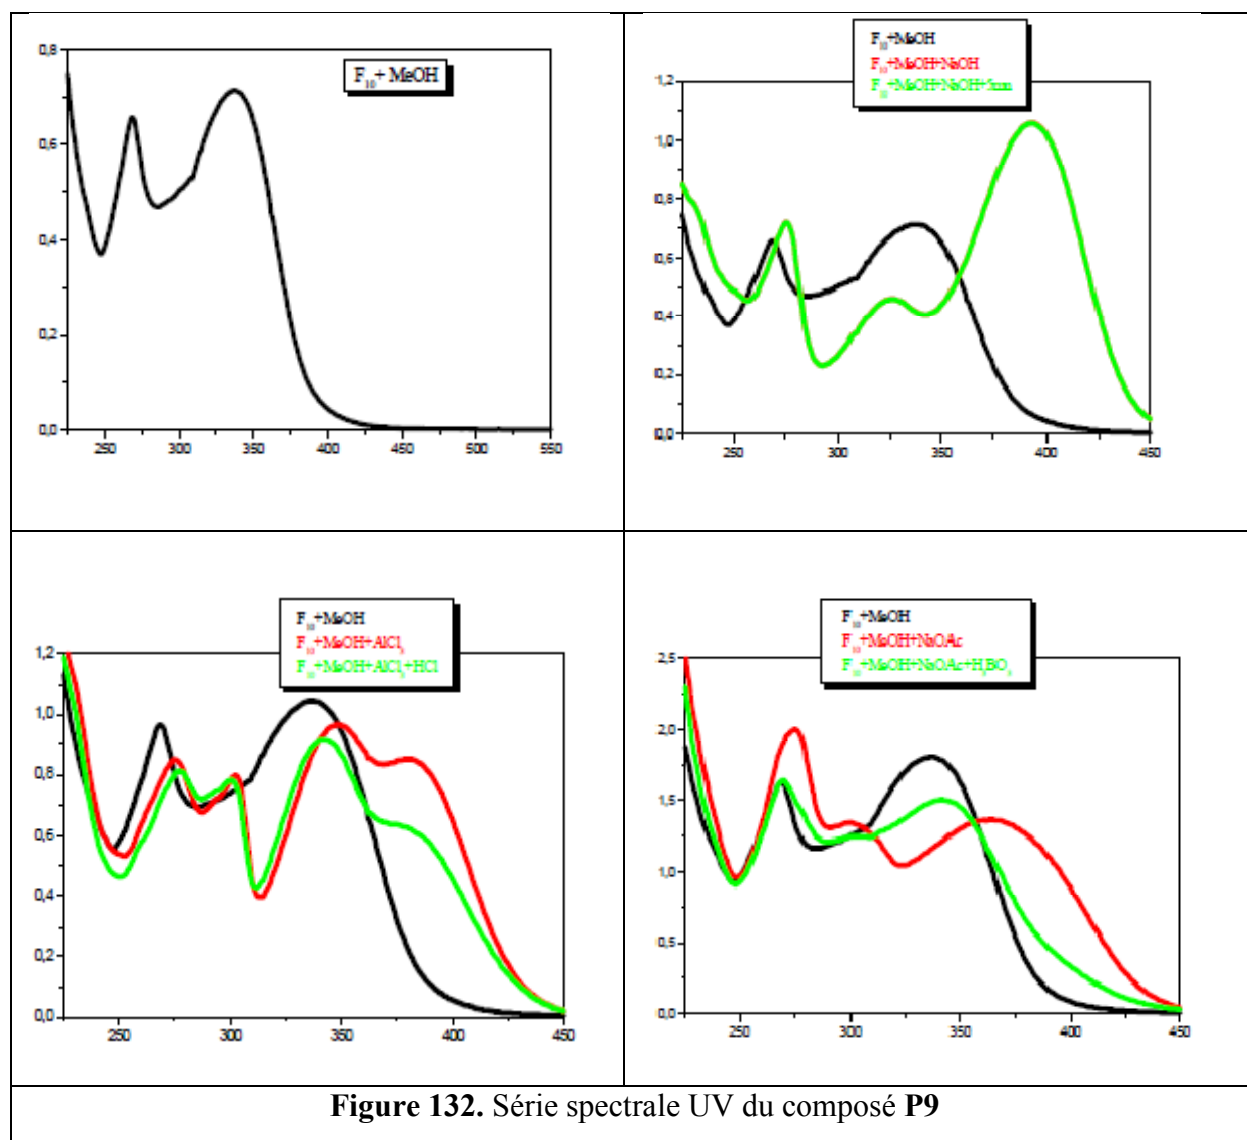 F10+ MeOH
0,8
0,6
0,4
0,2
0,0
250 300 350 400 450 500 550
F10+MeOH
F10+MeOH+NaOH
F10+MeOH+NaOH+5mn
1,2
1,0
0,8
0,6
0,4
0,2
0,0
250 300 350 400 450
F10+MeOH
F10+MeOH+AlCl3
F10+MeOH+AlCl3+HCl
1,2
1,0
0,8
0,6
0,4
0,2
0,0
250 300 350 400 450
F10+MeOH
F10+MeOH+NaOAc
F10+MeOH+NaOAc+H3BO3
2,5
2,0
1,5
1,0
0,5
0,0
250 300 350 400 450
Figure 132. Série spectrale UV du composé P9